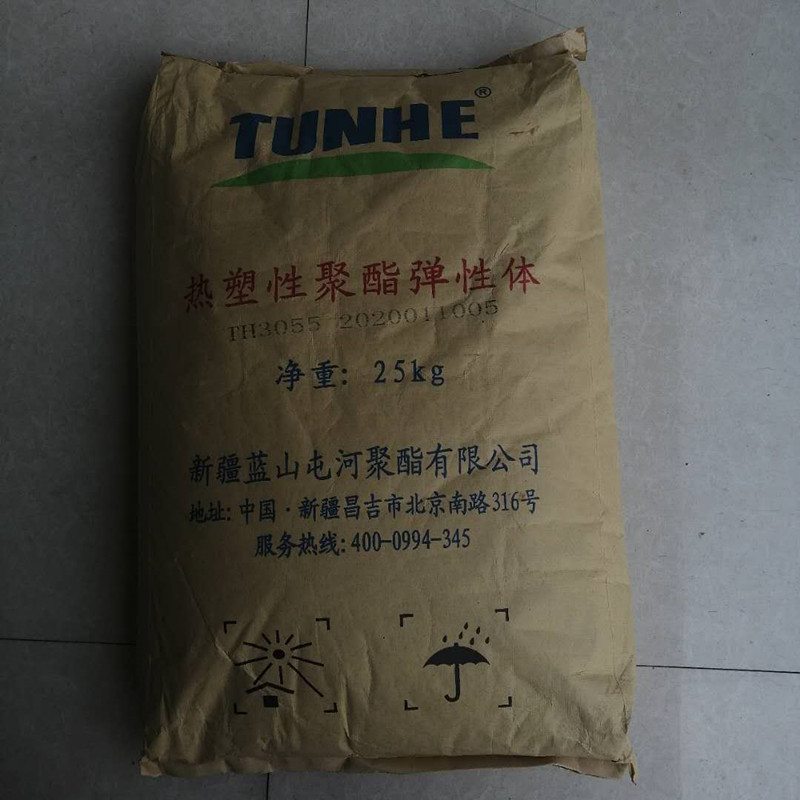 TUNHE®
热塑性聚酯弹性体
TH3055 2020011005
净重: 25kg
新疆蓝山屯河聚酯有限公司
地址: 中国·新疆昌吉市北京南路316号
服务热线: 400-0994-345